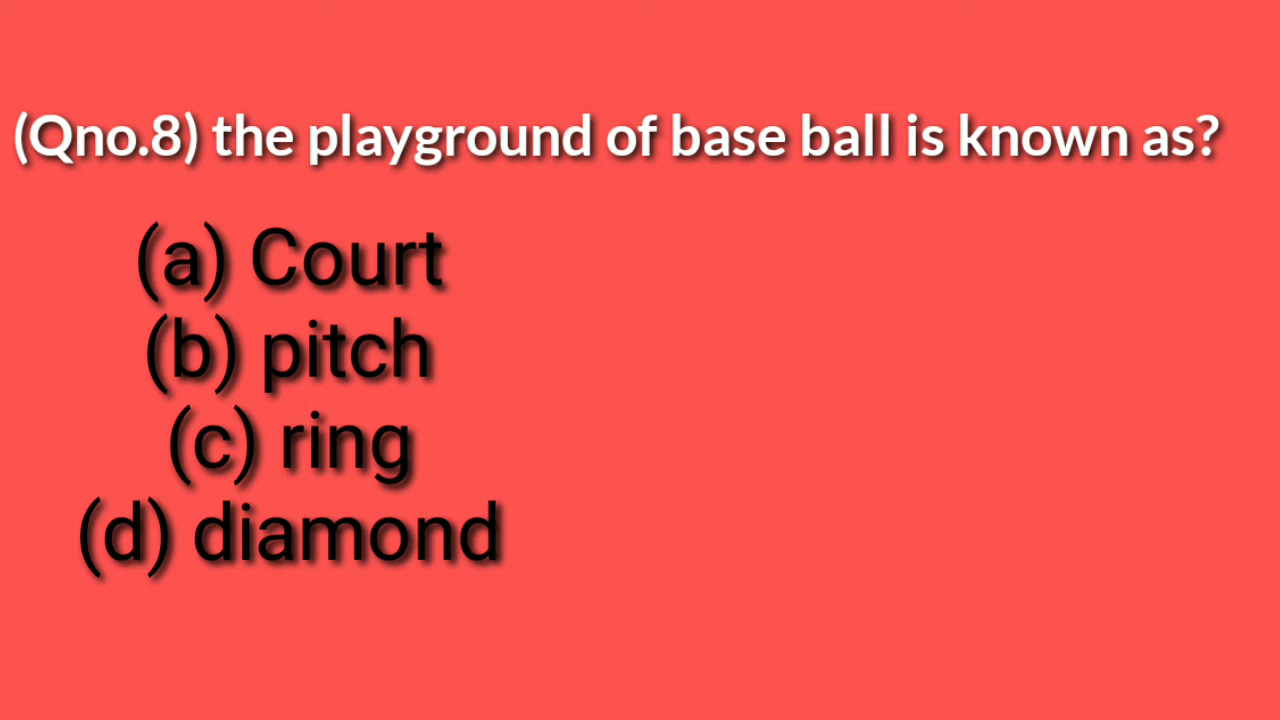 (Qno.8) the playground of base ball is known as?
(a) Court
(b) pitch
(c) ring
(d) diamond